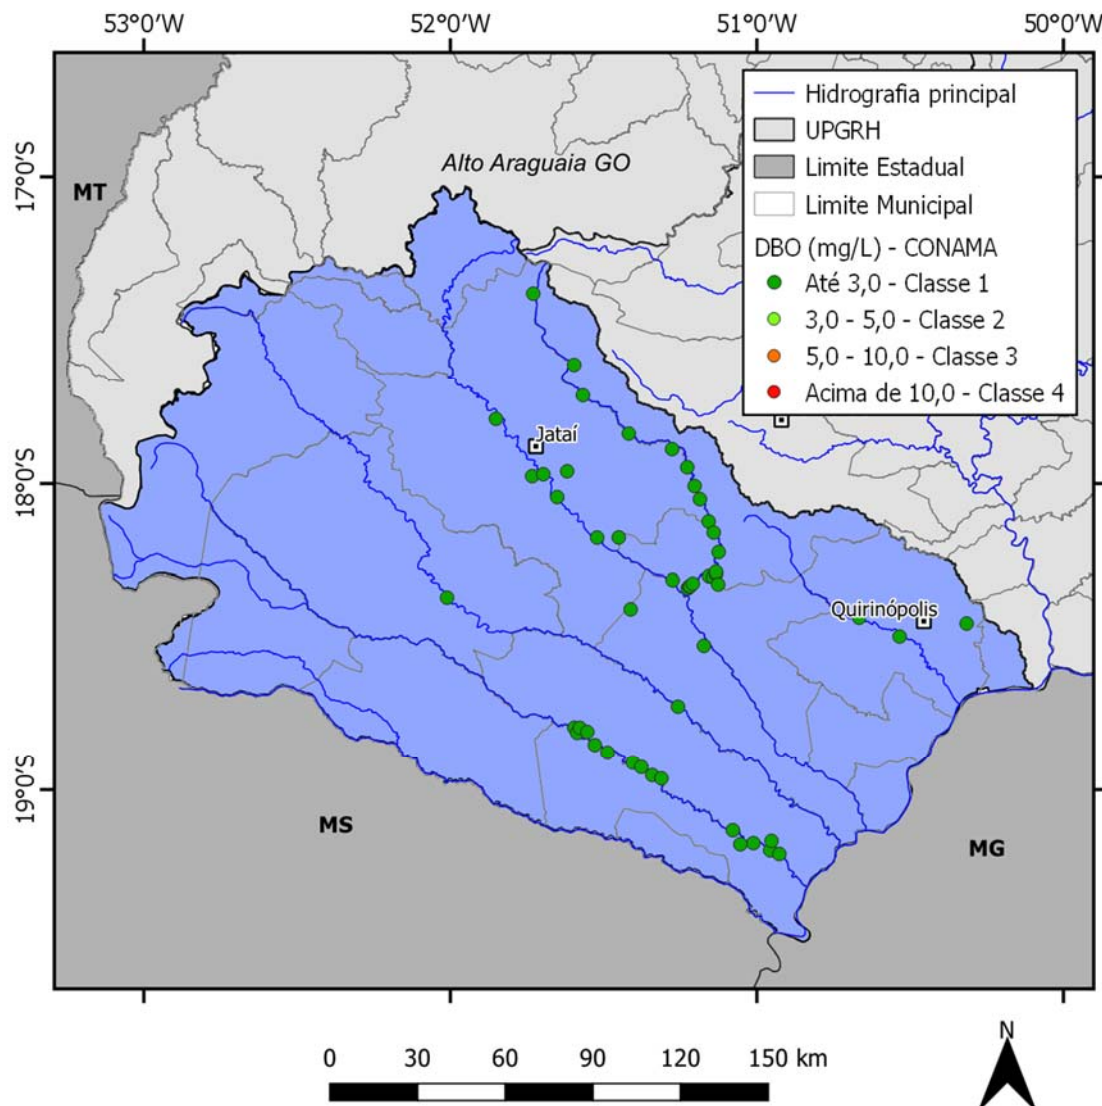 53°0'W 52°0'W 51°0'W 50°0'W
Hidrografia principal
UPGRH
Limite Estadual
Limite Municipal
DBO (mg/L) - CONAMA
Até 3,0 - Classe 1
3,0 - 5,0 - Classe 2
5,0 - 10,0 - Classe 3
Acima de 10,0 - Classe 4
Alto Araguaia GO
17°0'S
MT
Jataí
18°0'S
Quirinópolis
19°0'S
MS
MG
N
0 30 60 90 120 150 km